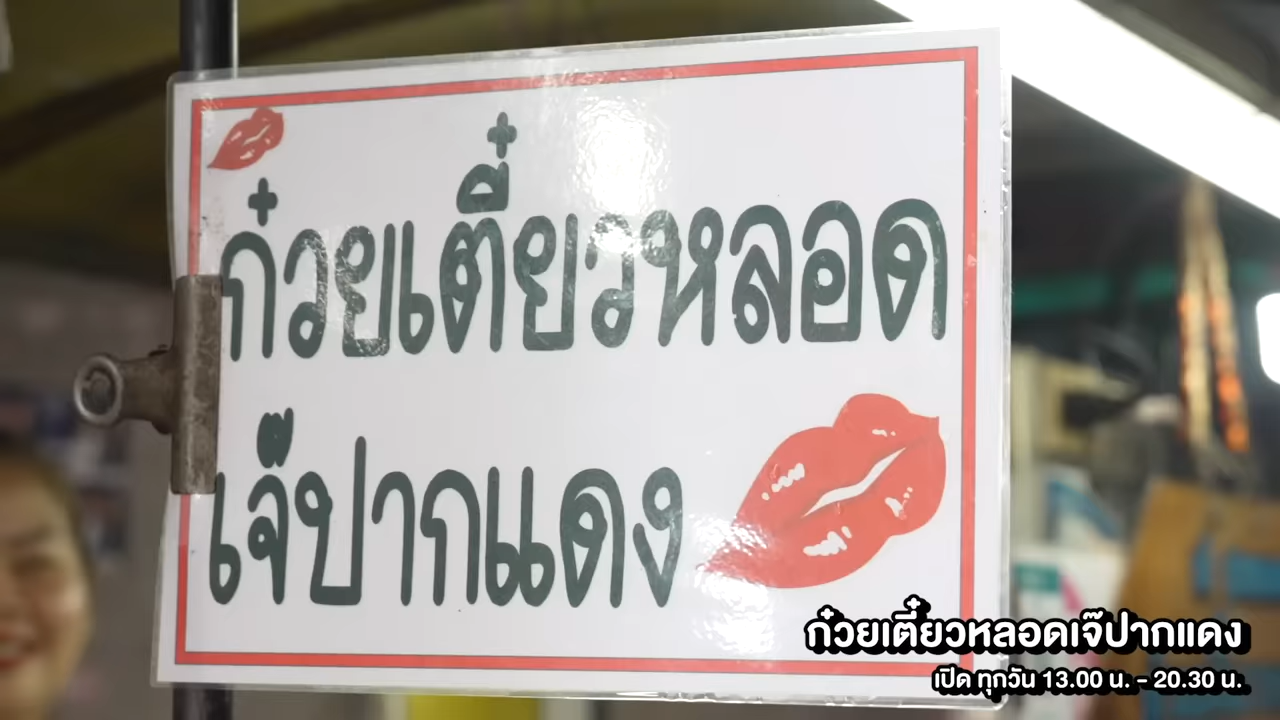 ก๋วยเตี๋ยวหลอด
เจ๊ปากแดง
ก๋วยเตี๋ยวหลอดเจ๊ปากแดง
เปิด ทุกวัน 13.00 น. - 20.30 น.